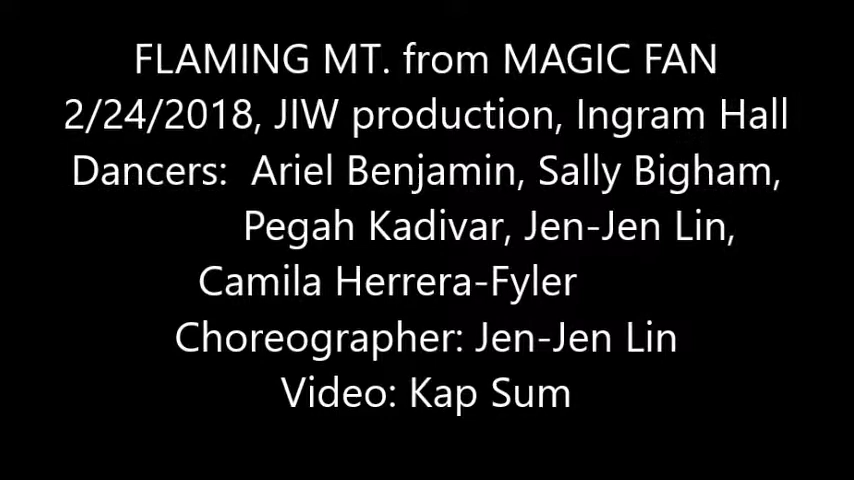 FLAMING MT. from MAGIC FAN
2/24/2018, JIW production, Ingram Hall
Dancers: Ariel Benjamin, Sally Bigham,
Pegah Kadivar, Jen-Jen Lin,
Camila Herrera-Fyler
Choreographer: Jen-Jen Lin
Video: Kap Sum